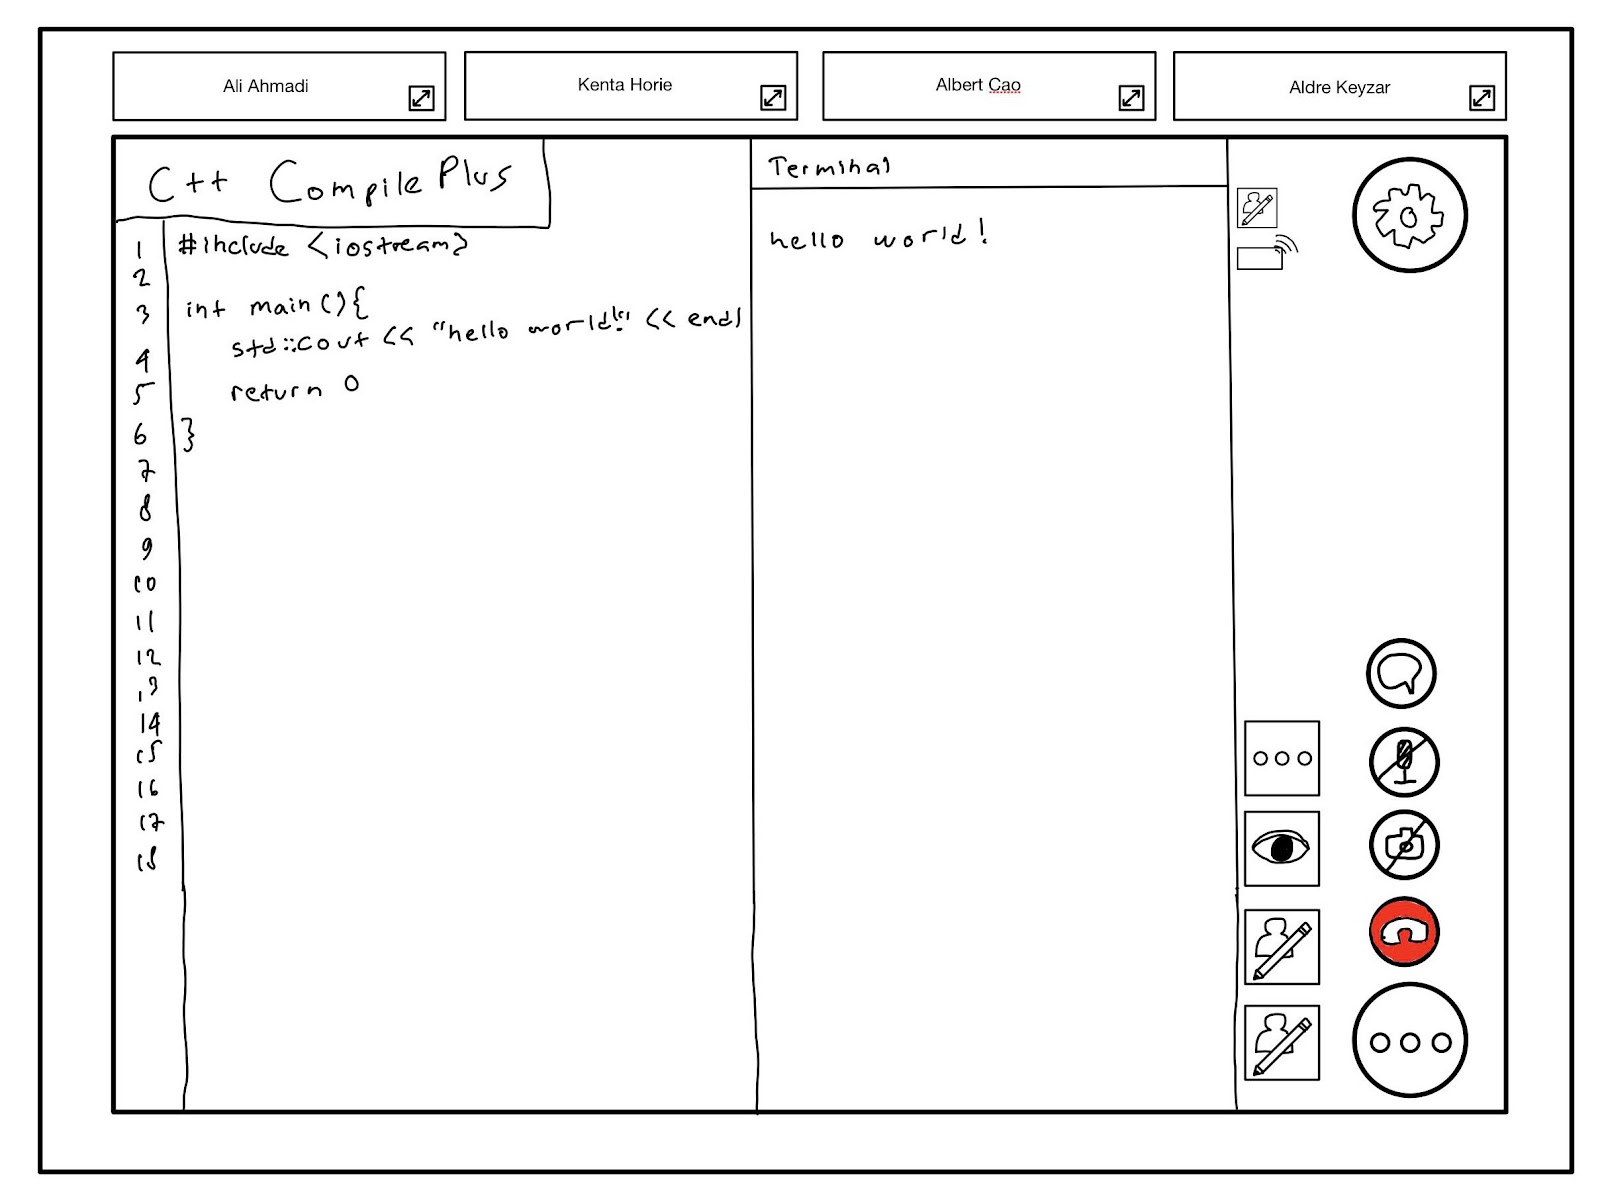 Ali Ahmadi
Kenta Horie
Albert Cao
Aldre Keyzar
C++ Compile Plus
1 #include <iostream>
2
3 int main(){
4 std::cout << "hello world!" << endl
5 return 0
6 }
7
8
9
10
11
12
13
14
15
16
17
18
Terminal
hello world!